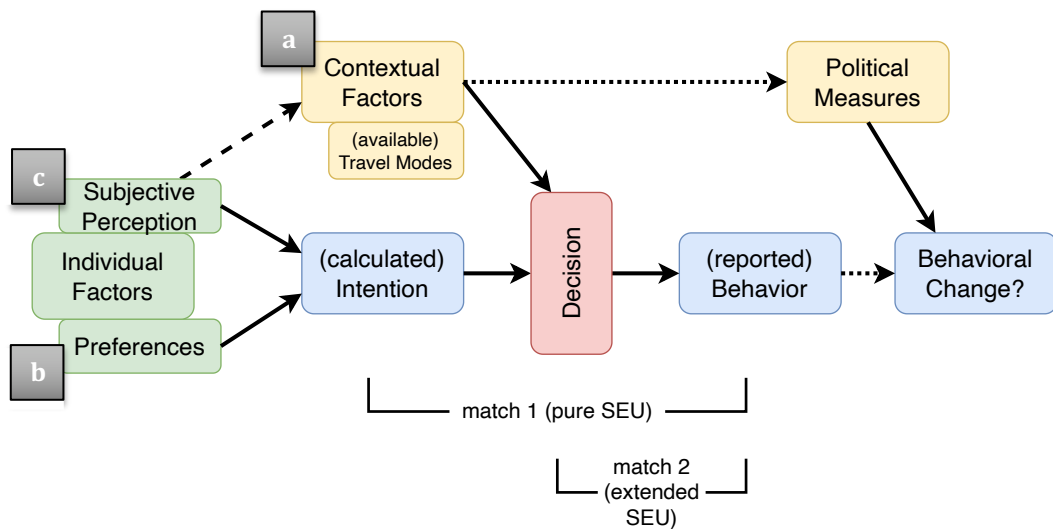 a
Contextual
Factors
(available)
Travel Modes
Political
Measures
c
Subjective
Perception
Individual
Factors
Preferences
b
(calculated)
Intention
Decision
(reported)
Behavior
Behavioral
Change?
match 1 (pure SEU)
match 2
(extended
SEU)